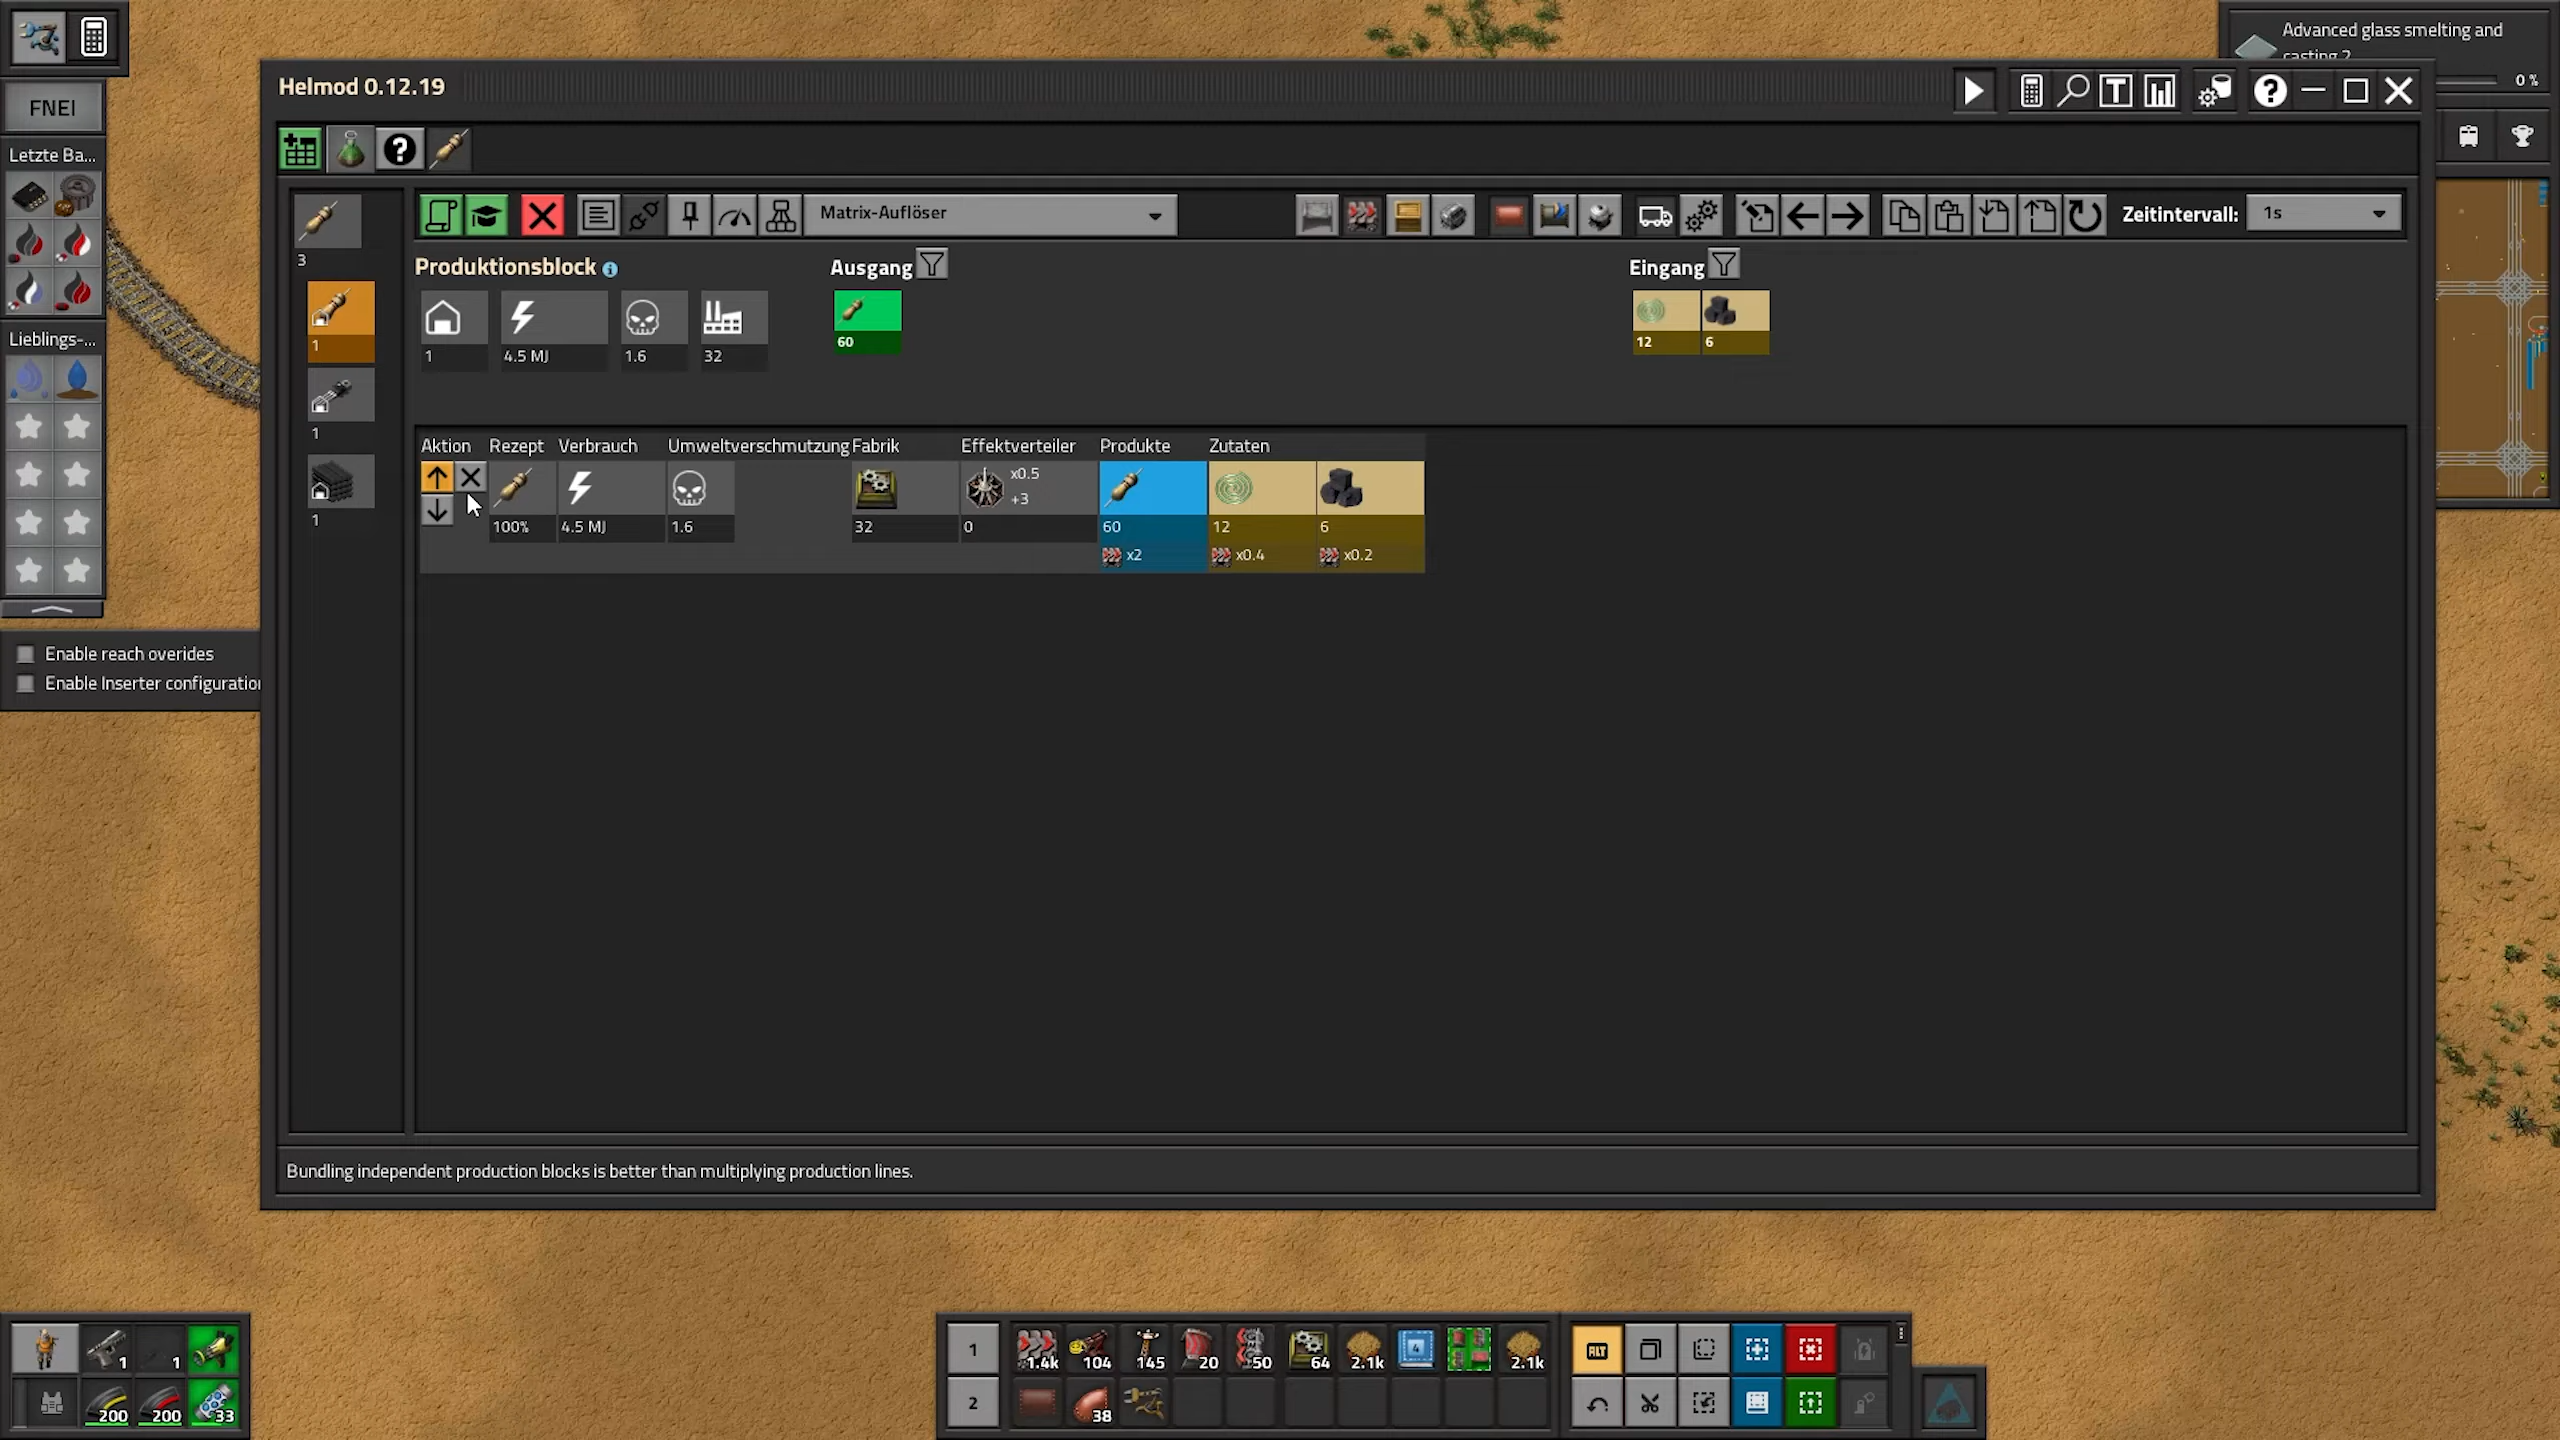 Advanced glass smelting and
casting 2
0 %
Helmod 0.12.19
FNEI
Letzte Ba...
Lieblings-...
Enable reach overides
Enable Inserter configuration
3
1
1
1
Matrix-Auflöser
Zeitintervall:
1s
Produktionsblock
Ausgang
Eingang
1
4.5 MJ
1.6
32
60
12
6
Aktion
Rezept
Verbrauch
Umweltverschmutzung
Fabrik
Effektverteiler
Produkte
Zutaten
x0.5
+3
100%
4.5 MJ
1.6
32
0
60
12
6
x2
x0.4
x0.2
Bundling independent production blocks is better than multiplying production lines.
1
1
200
200
33
1
1.4k
104
145
20
50
64
2.1k
4
2.1k
2
38
ALT